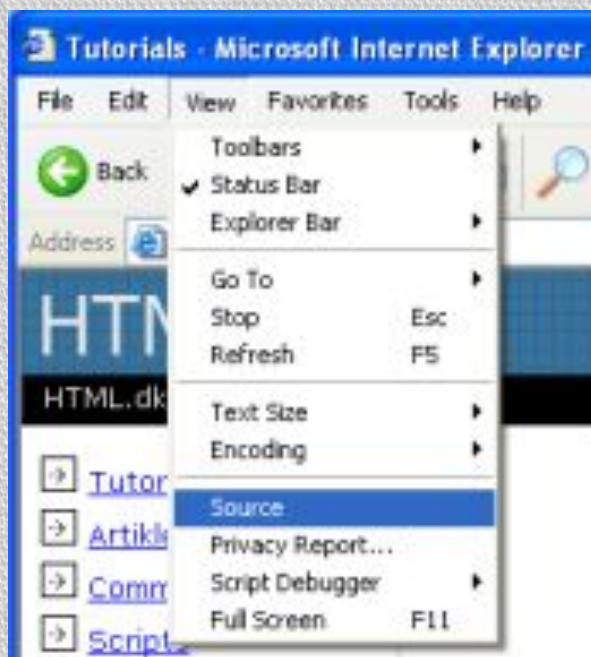 Tutorials - Microsoft Internet Explorer
File Edit View Favorites Tools Help
Back
Toolbars
Status Bar
Explorer Bar
Address
Go To
Stop Esc
Refresh F5
HTM
HTML.dk
Text Size
Encoding
Tutor
Source
Artikle
Privacy Report...
Comm
Script Debugger
Full Screen F11
Scripts